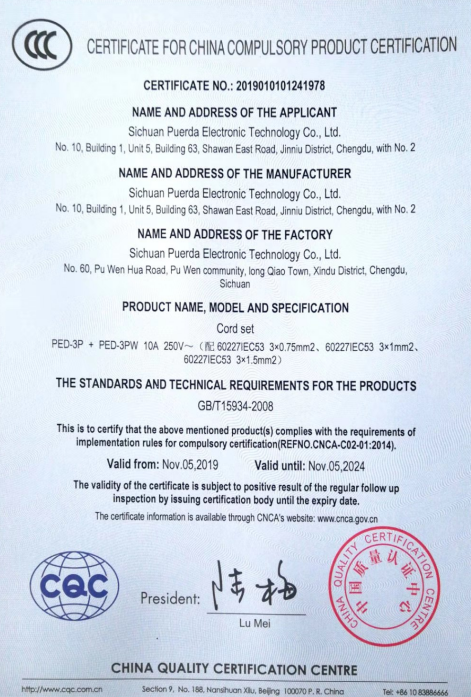 CCC
CERTIFICATE FOR CHINA COMPULSORY PRODUCT CERTIFICATION
CERTIFICATE NO.: 2019010101241978
NAME AND ADDRESS OF THE APPLICANT
Sichuan Puerda Electronic Technology Co., Ltd.
No. 10, Building 1, Unit 5, Building 63, Shawan East Road, Jinniu District, Chengdu, with No. 2
NAME AND ADDRESS OF THE MANUFACTURER
Sichuan Puerda Electronic Technology Co., Ltd.
No. 10, Building 1, Unit 5, Building 63, Shawan East Road, Jinniu District, Chengdu, with No. 2
NAME AND ADDRESS OF THE FACTORY
Sichuan Puerda Electronic Technology Co., Ltd.
No. 60, Pu Wen Hua Road, Pu Wen community, long Qiao Town, Xindu District, Chengdu,
Sichuan
PRODUCT NAME, MODEL AND SPECIFICATION
Cord set
PED-3P + PED-3PW 10A 250V～（配 60227IEC53 3×0.75mm2、60227IEC53 3×1mm2、
60227IEC53 3×1.5mm2）
THE STANDARDS AND TECHNICAL REQUIREMENTS FOR THE PRODUCTS
GB/T15934-2008
This is to certify that the above mentioned product(s) complies with the requirements of
implementation rules for compulsory certification(REFNO.CNCA-C02-01:2014).
Valid from: Nov.05,2019 Valid until: Nov.05,2024
The validity of the certificate is subject to positive result of the regular follow up
inspection by issuing certification body until the expiry date.
The certificate information is available through CNCA's website: www.cnca.gov.cn
CQC
President: 陆梅
Lu Mei
CHINA QUALITY CERTIFICATION CENTRE
中国质量认证中心
CHINA QUALITY CERTIFICATION CENTRE
http://www.cqc.com.cn Section 9, No. 188, Nansihuan Xilu, Beijing 100070 P. R. China Tel: +86 10 83886666